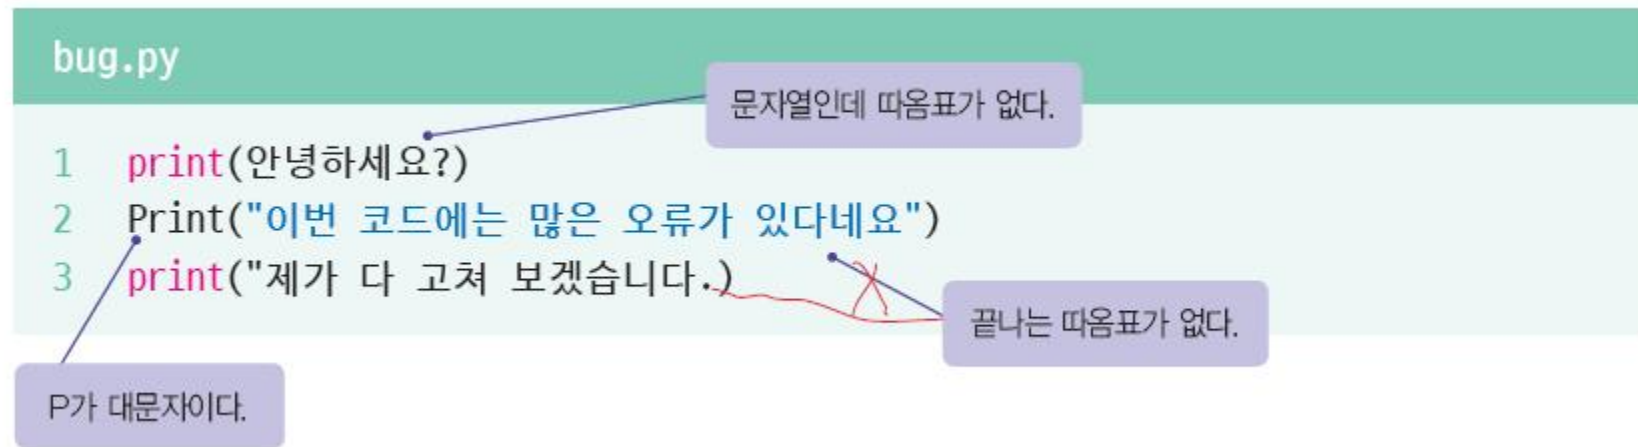 bug.py
문자열인데 따옴표가 없다.
1 print(안녕하세요?)
2 Print("이번 코드에는 많은 오류가 있다네요")
3 print("제가 다 고쳐 보겠습니다.)
끝나는 따옴표가 없다.
P가 대문자이다.